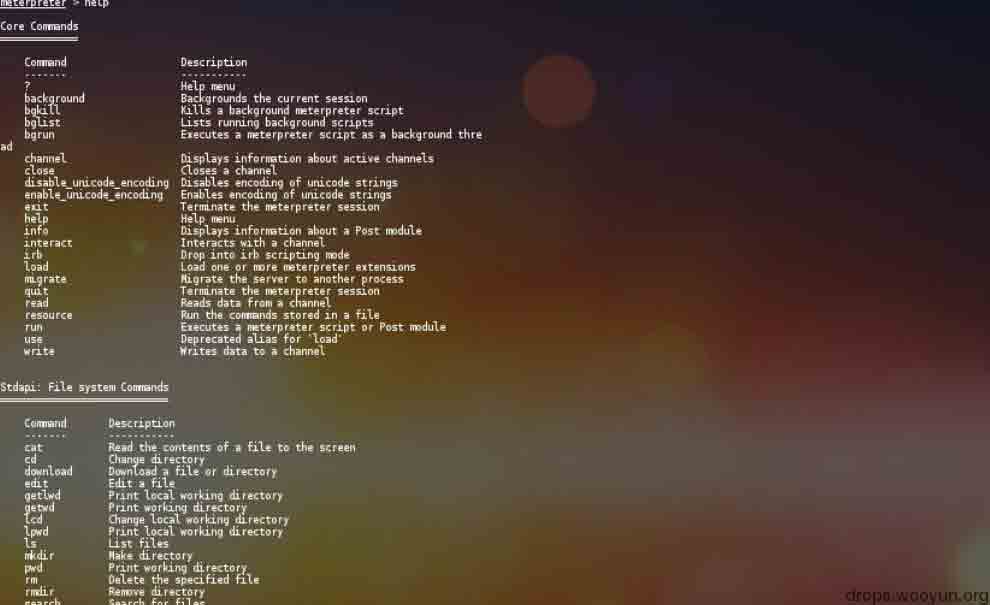 meterpreter > help
Core Commands
Command Description
------- -----------
? Help menu
background Backgrounds the current session
bgkill Kills a background meterpreter script
bglist Lists running background scripts
bgrun Executes a meterpreter script as a background thre
ad
channel Displays information about active channels
close Closes a channel
disable_unicode_encoding Disables encoding of unicode strings
enable_unicode_encoding Enables encoding of unicode strings
exit Terminate the meterpreter session
help Help menu
info Displays information about a Post module
interact Interacts with a channel
irb Drop into irb scripting mode
load Load one or more meterpreter extensions
migrate Migrate the server to another process
quit Terminate the meterpreter session
read Reads data from a channel
resource Run the commands stored in a file
run Executes a meterpreter script or Post module
use Deprecated alias for 'load'
write Writes data to a channel
Stdapi: File system Commands
Command Description
------- -----------
cat Read the contents of a file to the screen
cd Change directory
download Download a file or directory
edit Edit a file
getlwd Print local working directory
getwd Print working directory
lcd Change local working directory
lpwd Print local working directory
ls List files
mkdir Make directory
pwd Print working directory
rm Delete the specified file
rmdir Remove directory
search Search for files
drops.wooyun.org